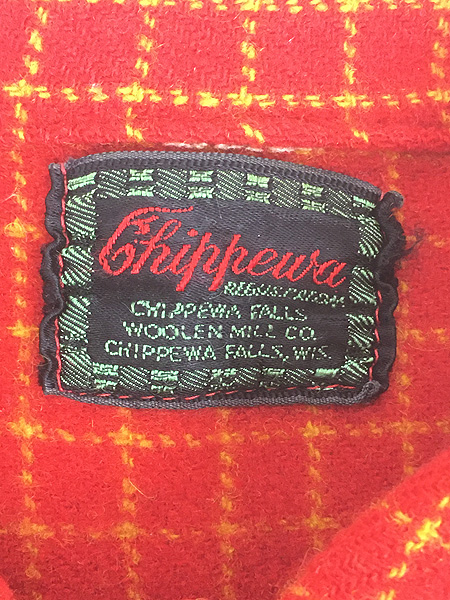 Chippewa
REGISTERED
CHIPPEWA FALLS
WOOLEN MILL CO.
CHIPPEWA FALLS, WIS.